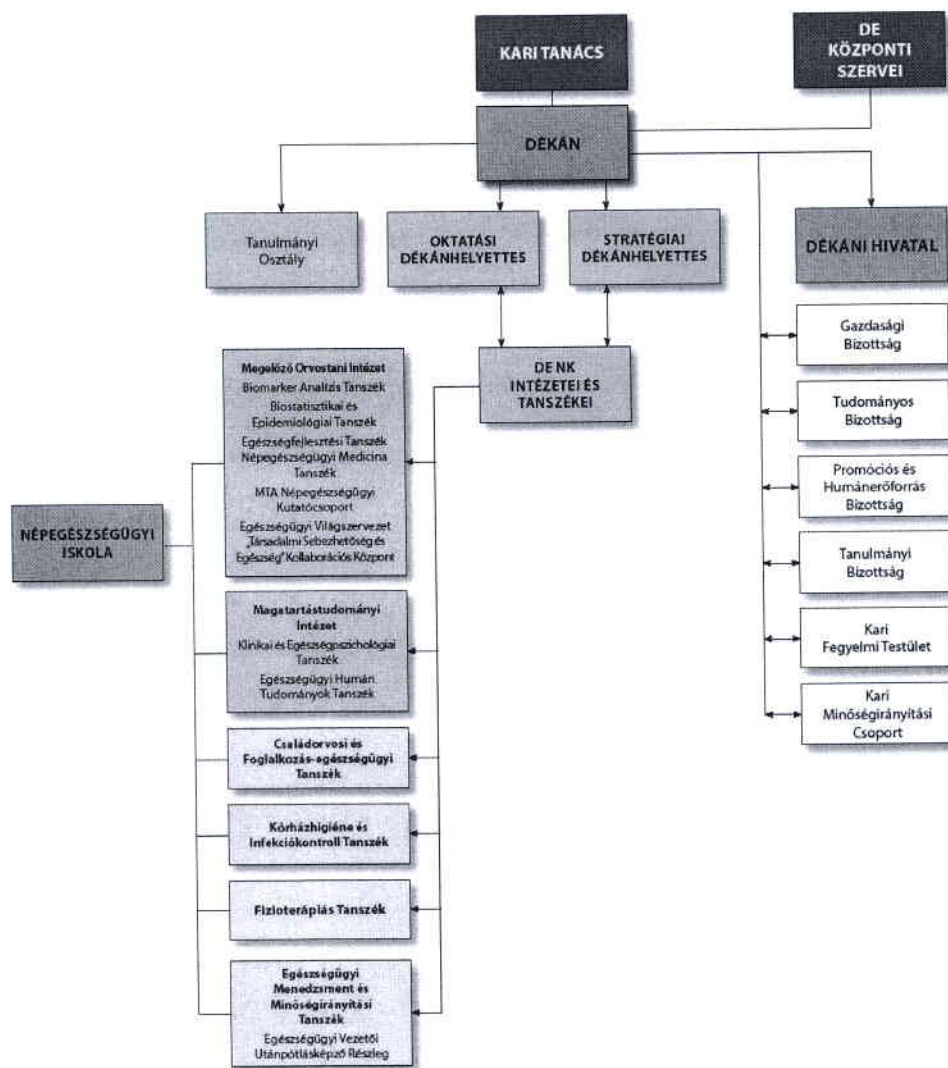 KARI TANÁCS
DE
KÖZPONTI
SZERVEI
DÉKÁN
Tanulmányi
Osztály
OKTATÁSI
DÉKÁNHELYETTES
STRATÉGIAI
DÉKÁNHELYETTES
DÉKÁNI HIVATAL
Gazdasági
Bizottság
Tudományos
Bizottság
Promóciós és
Humánerőforrás
Bizottság
Tanulmányi
Bizottság
Kari
Fegyelmi Testület
Kari
Minőségirányítási
Csoport
DE NK
INTÉZETEI ÉS
TANSZÉKEI
NÉPEGÉSZSÉGÜGYI
ISKOLA
Megelőző Orvostani Intézet
Biomarker Analízis Tanszék
Biostatisztikai és
Epidemiológiai Tanszék
Egészségfejlesztési Tanszék
Népegészségügyi Medicina
Tanszék
MTA Népegészségügyi
Kutatócsoport
Egészségügyi Világszervezet
„Társadalmi Sebezhetőség és
Egészség" Kollaborációs Központ
Magatartástudományi
Intézet
Klinikai és Egészségpszichológiai
Tanszék
Egészségügyi Humán
Tudományok Tanszék
Családorvosi és
Foglalkozás-egészségügyi
Tanszék
Kórházhigiéne és
Infekciókontroll Tanszék
Fizioterápiás Tanszék
Egészségügyi
Menedzsment és
Minőségirányítási
Tanszék
Egészségügyi Vezetői
Utánpótlásképző Részleg